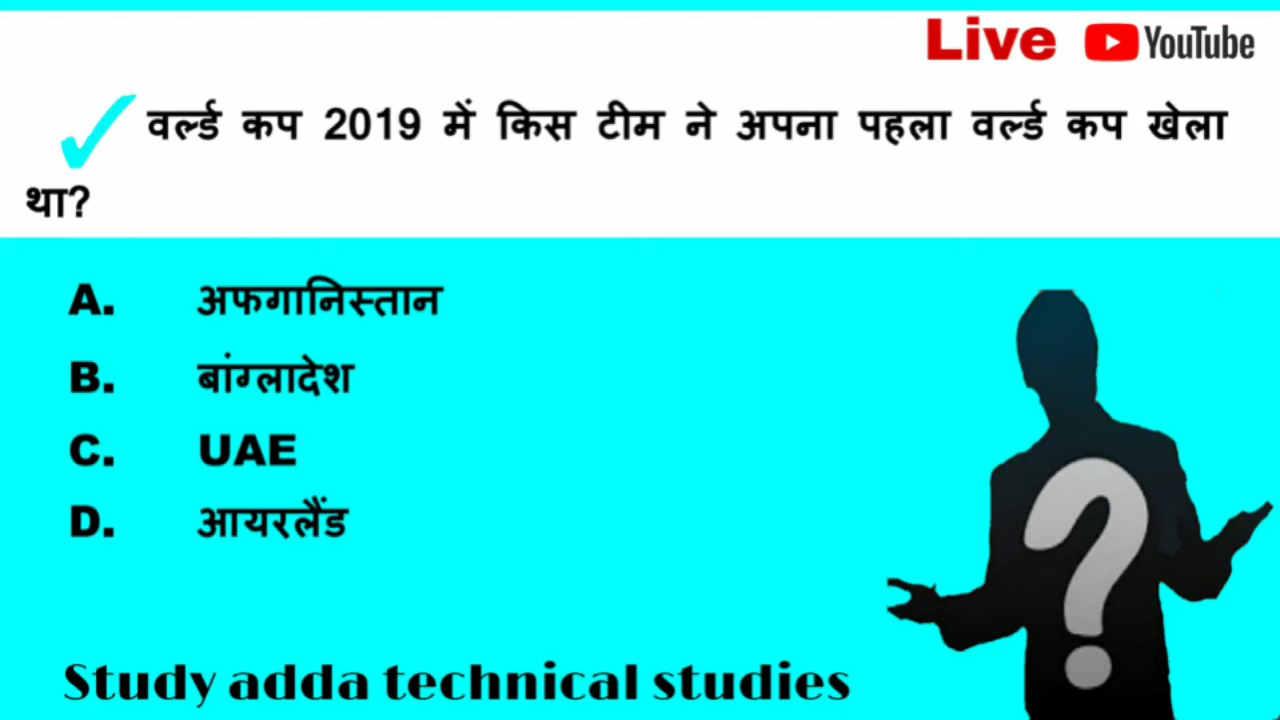 Live YouTube
वर्ल्ड कप 2019 में किस टीम ने अपना पहला वर्ल्ड कप खेला
था?
A. अफगानिस्तान
B. बांग्लादेश
C. UAE
D. आयरलैंड
Study adda technical studies